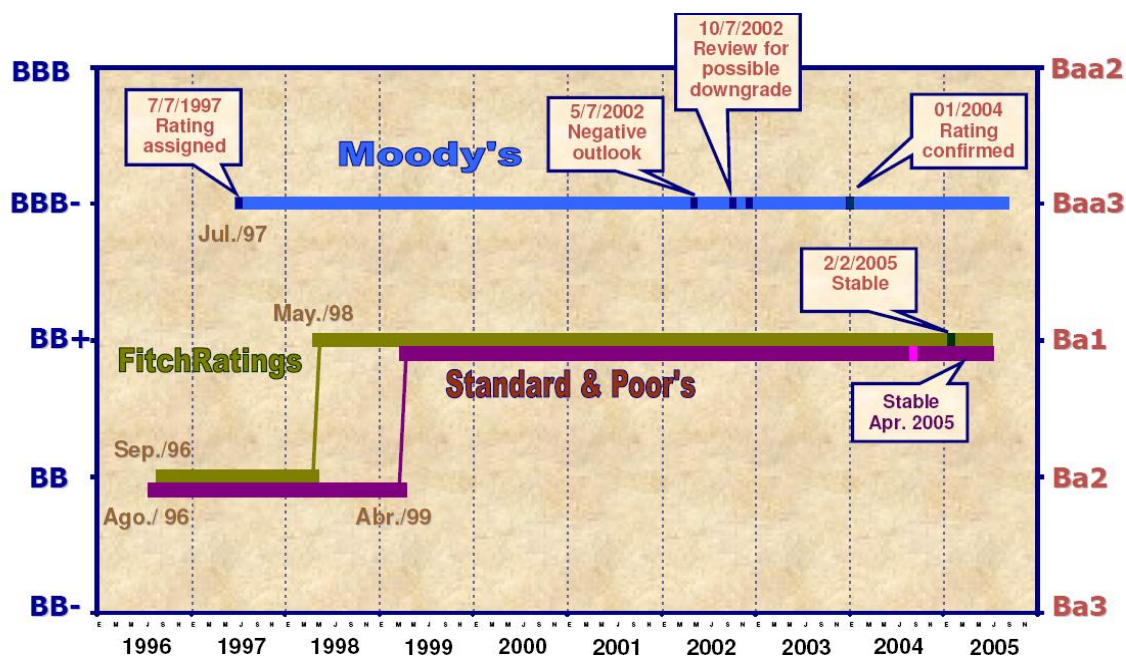 10/7/2002
Review for
possible
downgrade
BBB
Baa2
7/7/1997
Rating
assigned
5/7/2002
Negative
outlook
01/2004
Rating
confirmed
Moody's
BBB-
Baa3
Jul./97
2/2/2005
Stable
May./98
BB+
Ba1
FitchRatings
Standard & Poor's
Stable
Apr. 2005
Sep./96
BB
Ba2
Ago./ 96
Abr./99
BB-
Ba3
E M M J S N E M M J S N E M M J S N E M M J S N E M M J S N E M M J S N E M M J S N E M M J S N E M M J S N E M M J S N
1996 1997 1998 1999 2000 2001 2002 2003 2004 2005